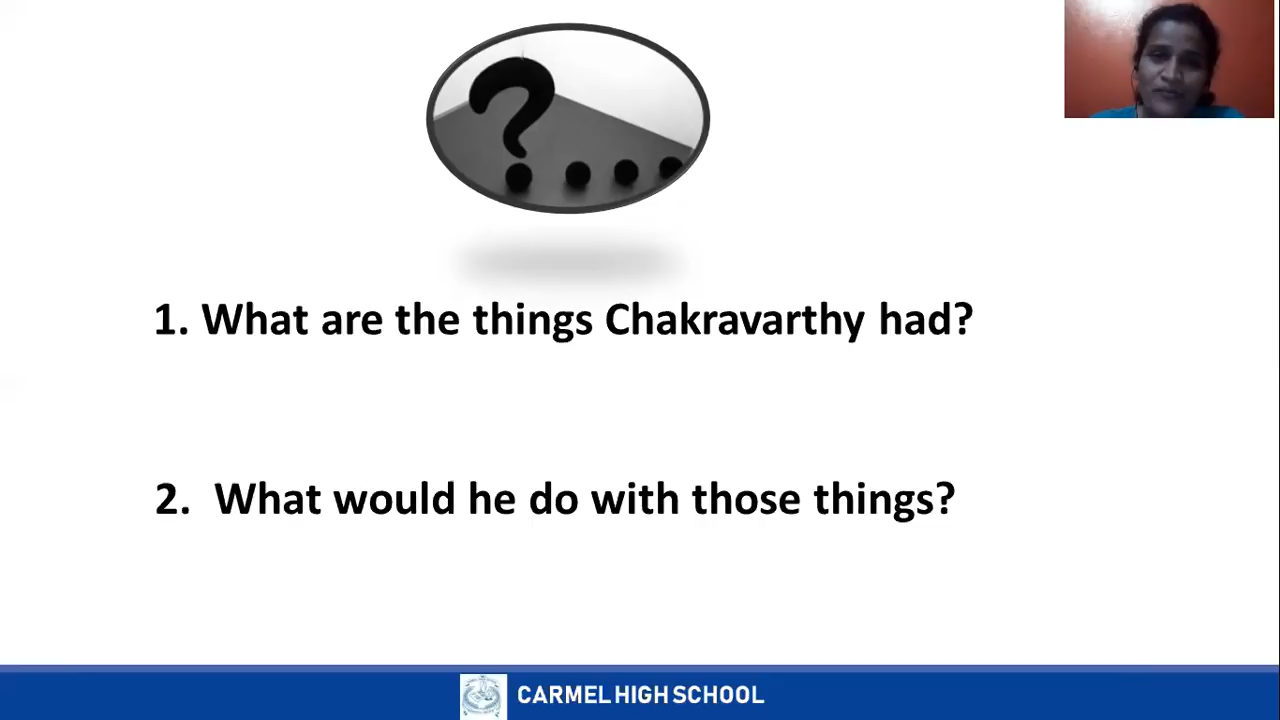 1. What are the things Chakravarthy had?
2. What would he do with those things?
CARMEL HIGH SCHOOL